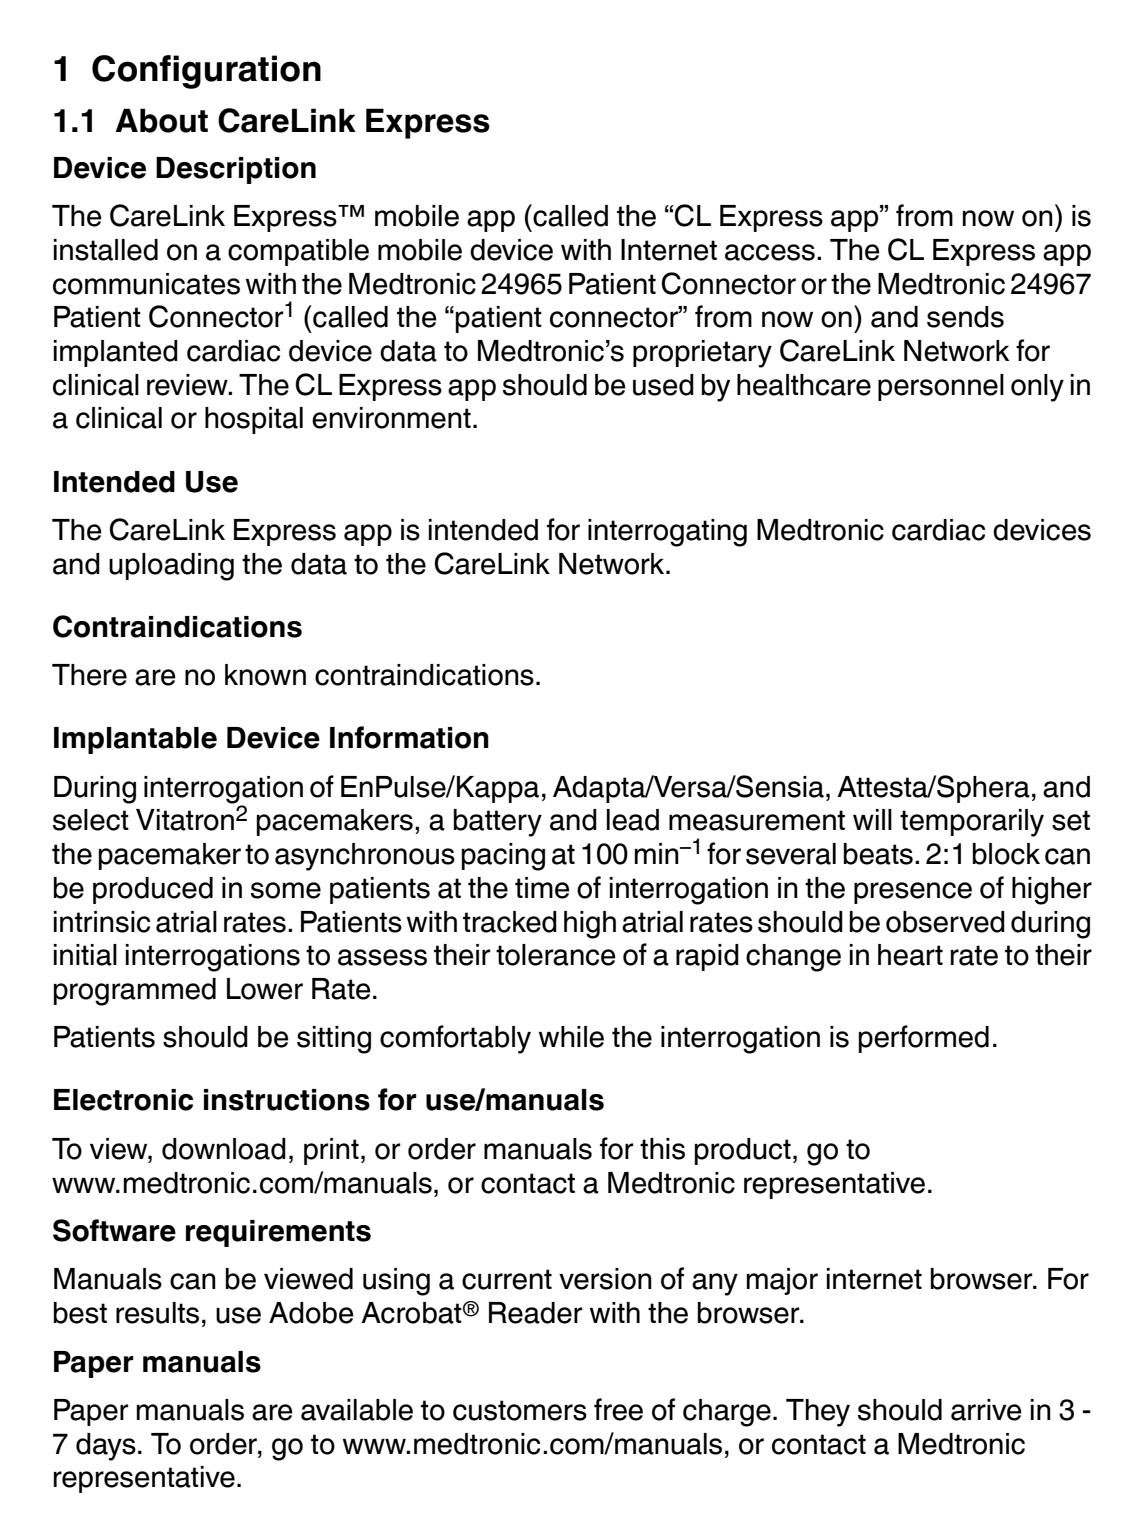 1 Configuration
1.1 About CareLink Express
Device Description
The CareLink Express™ mobile app (called the “CL Express app” from now on) is
installed on a compatible mobile device with Internet access. The CL Express app
communicates with the Medtronic 24965 Patient Connector or the Medtronic 24967
Patient Connector¹ (called the “patient connector” from now on) and sends
implanted cardiac device data to Medtronic’s proprietary CareLink Network for
clinical review. The CL Express app should be used by healthcare personnel only in
a clinical or hospital environment.
Intended Use
The CareLink Express app is intended for interrogating Medtronic cardiac devices
and uploading the data to the CareLink Network.
Contraindications
There are no known contraindications.
Implantable Device Information
During interrogation of EnPulse/Kappa, Adapta/Versa/Sensia, Attesta/Sphera, and
select Vitatron² pacemakers, a battery and lead measurement will temporarily set
the pacemaker to asynchronous pacing at 100 min⁻¹ for several beats. 2:1 block can
be produced in some patients at the time of interrogation in the presence of higher
intrinsic atrial rates. Patients with tracked high atrial rates should be observed during
initial interrogations to assess their tolerance of a rapid change in heart rate to their
programmed Lower Rate.
Patients should be sitting comfortably while the interrogation is performed.
Electronic instructions for use/manuals
To view, download, print, or order manuals for this product, go to
www.medtronic.com/manuals, or contact a Medtronic representative.
Software requirements
Manuals can be viewed using a current version of any major internet browser. For
best results, use Adobe Acrobat® Reader with the browser.
Paper manuals
Paper manuals are available to customers free of charge. They should arrive in 3 -
7 days. To order, go to www.medtronic.com/manuals, or contact a Medtronic
representative.